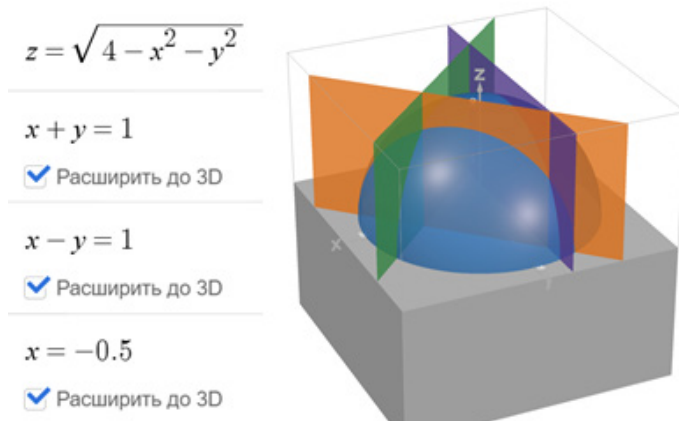 z = √(4 − x² − y²)
x + y = 1
Расширить до 3D
x − y = 1
Расширить до 3D
x = −0.5
Расширить до 3D
z
x